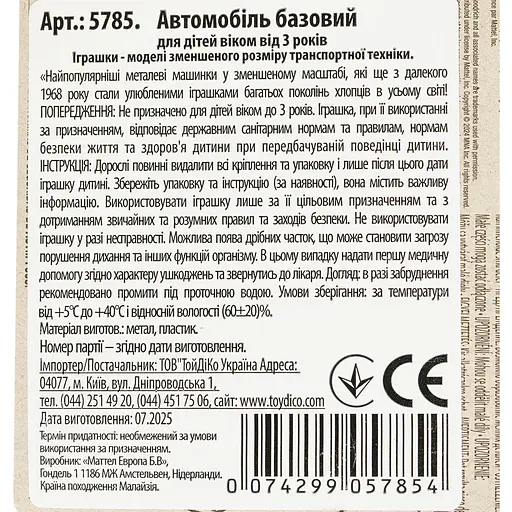 Арт.: 5785.   Автомобіль базовий
для дітей віком від 3 років
Іграшки - моделі зменшеного розміру транспортної техніки.
«Найпопулярніші металеві машинки у зменшеному масштабі, які ще з далекого
1968 року стали улюбленими іграшками багатьох поколінь хлопців в усьому світі!
ПОПЕРЕДЖЕННЯ: Не призначено для дітей віком до 3 років. Іграшка, при її використанні
за призначенням, відповідає державним санітарним нормам та правилам, нормам
безпеки життя та здоров'я дитини при передбачуваній поведінці дитини.
ІНСТРУКЦІЯ: Дорослі повинні видалити всі кріплення та упаковку і лише після цього дати
іграшку дитині. Збережіть упаковку та інструкцію (за наявності), вона містить важливу
інформацію. Використовувати іграшку лише за її цільовим призначенням та з
дотриманням звичайних та розумних правил та заходів безпеки. Не використовувати
іграшку у разі несправності. Можлива поява дрібних часток, що може становити загрозу
порушення дихання та інших функцій організму. В цьому випадку надати першу медичну
допомогу згідно характеру ушкоджень та звернутись до лікаря. Догляд: в разі забруднення
рекомендовано промити під проточною водою. Умови зберігання: за температури
від +5°C до +40°C і відносній вологості (60±20)%.
Матеріал виготов.: метал, пластик.
Номер партії – згідно дати виготовлення.
Імпортер/Постачальник: ТОВ"ТойДіКо Україна Адреса:
04077, м. Київ, вул. Дніпроводська 1,
тел. (044) 251 49 20, (044) 451 75 06, сайт: www.toydico.com
Дата виготовлення: 07.2025
Термін придатності: необмежений за умови
використання за призначенням.
Виробник: «Маттел Европа Б.В»
Гондель 1 1186 МЖ Амстельвен, Нідерланди.
Країна походження Малайзія.
CE
0 74299 05785 4